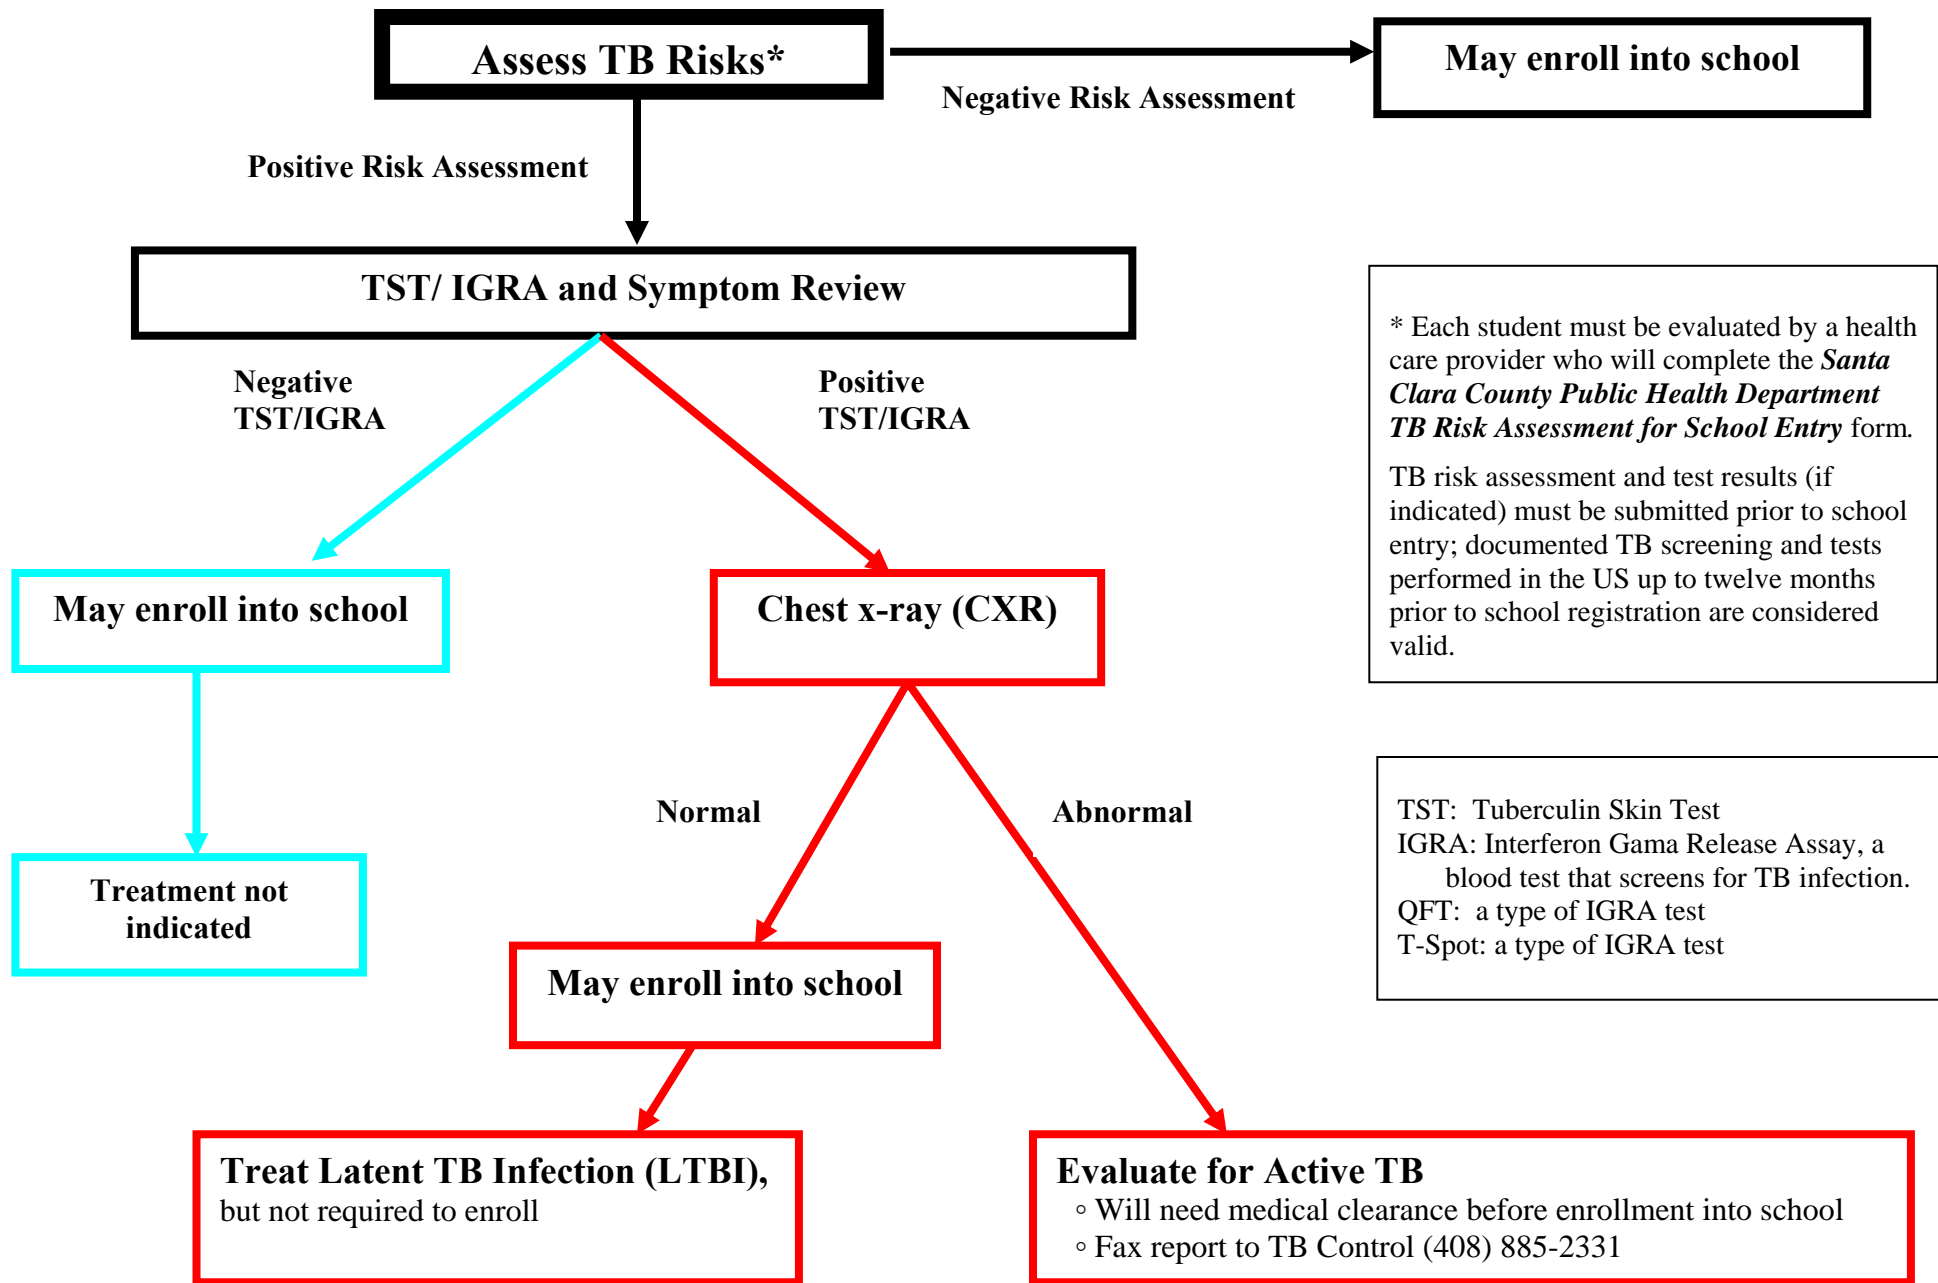 Assess TB Risks*
May enroll into school
Negative Risk Assessment
Positive Risk Assessment
TST/ IGRA and Symptom Review
Negative
TST/IGRA
Positive
TST/IGRA
* Each student must be evaluated by a health
care provider who will complete the Santa
Clara County Public Health Department
TB Risk Assessment for School Entry form.
TB risk assessment and test results (if
indicated) must be submitted prior to school
entry; documented TB screening and tests
performed in the US up to twelve months
prior to school registration are considered
valid.
May enroll into school
Chest x-ray (CXR)
Normal
Abnormal
TST: Tuberculin Skin Test
IGRA: Interferon Gama Release Assay, a
blood test that screens for TB infection.
QFT: a type of IGRA test
T-Spot: a type of IGRA test
Treatment not
indicated
May enroll into school
Treat Latent TB Infection (LTBI),
but not required to enroll
Evaluate for Active TB
◦ Will need medical clearance before enrollment into school
◦ Fax report to TB Control (408) 885-2331